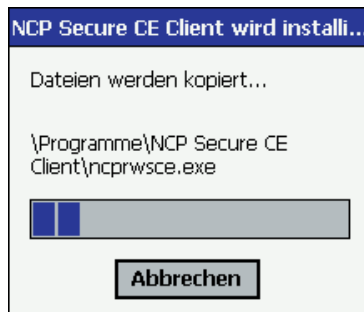 NCP Secure CE Client wird installi...
Dateien werden kopiert...
\Programme\NCP Secure CE
Client\ncprwsce.exe
Abbrechen